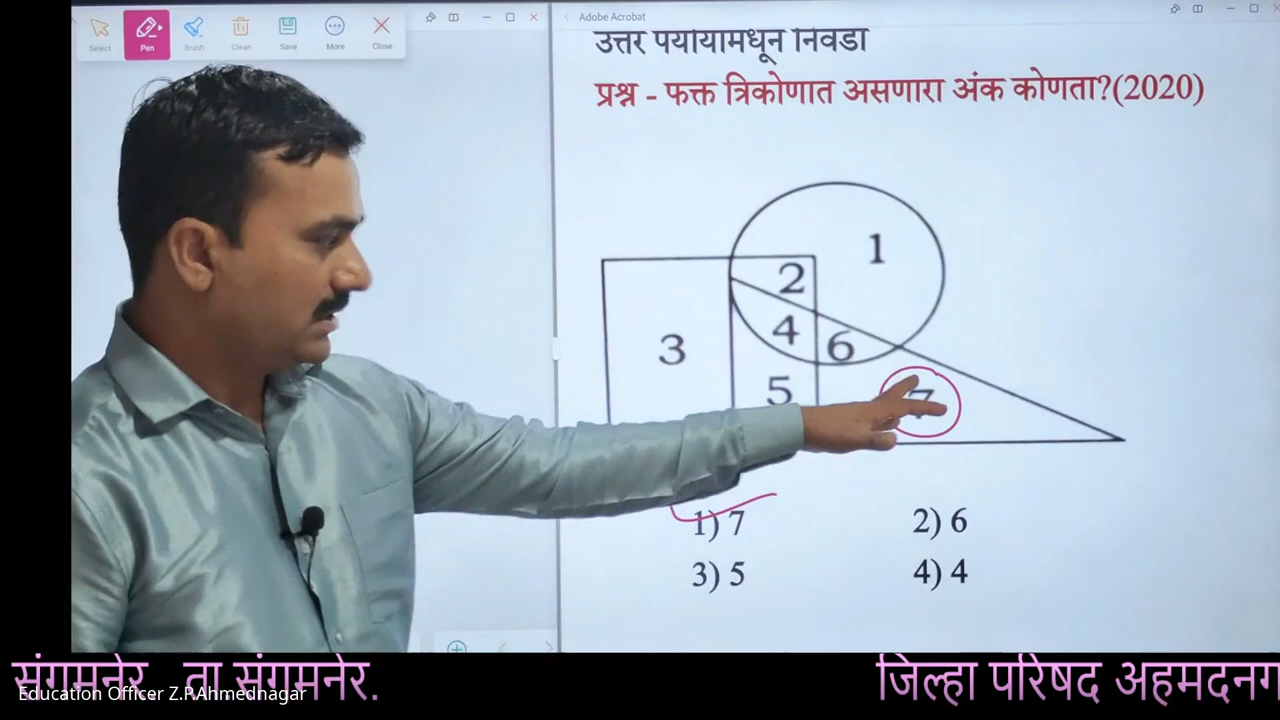 Select
Pen
Brush
Clean
Save
More
Close
Adobe Acrobat
उत्तर पर्यायामधून निवडा
प्रश्न - फक्त त्रिकोणात असणारा अंक कोणता?(2020)
1
2
3
4
6
5
7
1) 7
2) 6
3) 5
4) 4
संगमनेर ता संगमनेर.
जिल्हा परिषद अहमदनग
Education Officer Z.P.Ahmednagar